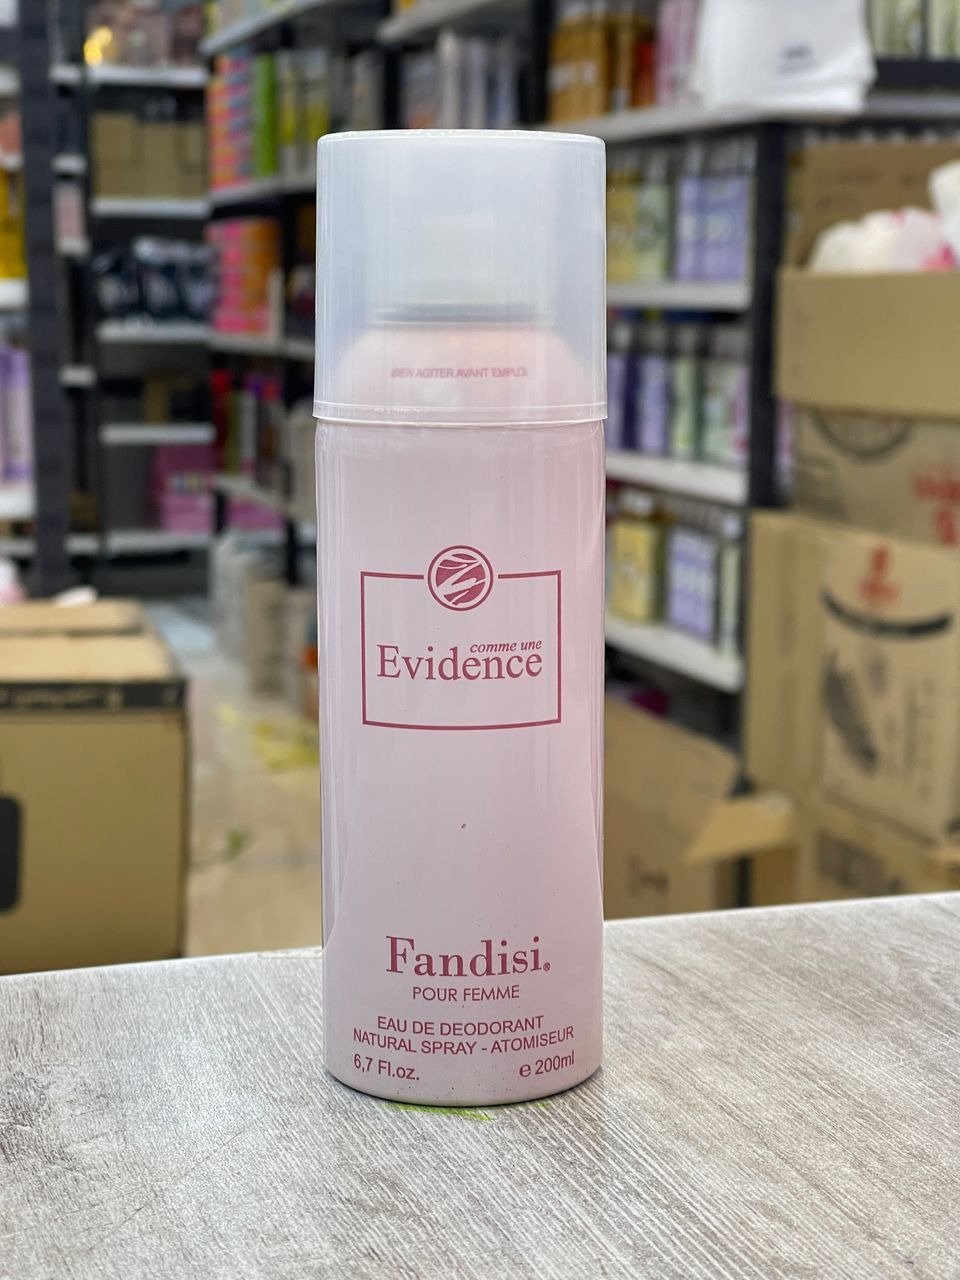 BIEN AGITER AVANT
comme une
Evidence
Fandisi®
POUR FEMME
EAU DE DEODORANT
NATURAL SPRAY - ATOMISEUR
6,7 Fl.oz.
℮ 200ml